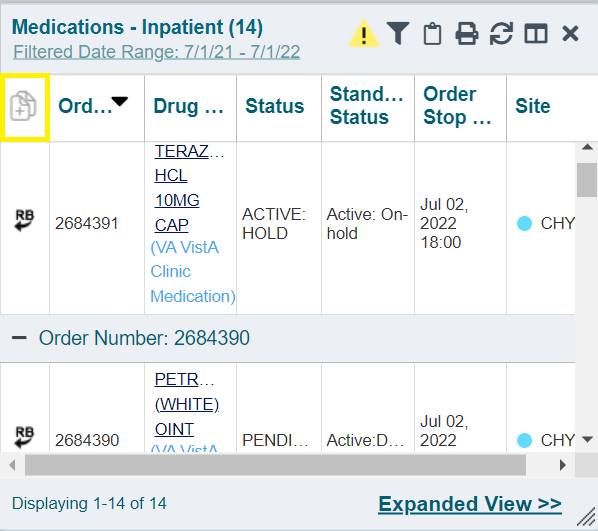 Medications - Inpatient (14)
Filtered Date Range: 7/1/21 - 7/1/22
Ord... Drug ... Status Stand... Status Order Stop ... Site
TERAZ...
HCL
10MG
CAP
(VA VistA
Clinic
Medication)
RB 2684391
ACTIVE:
HOLD
Active: On-
hold
Jul 02,
2022
18:00
CHY
Order Number: 2684390
PETR...
(WHITE)
OINT
(VA VistA
RB 2684390
PENDI...
Active:D...
Jul 02,
2022
CHY
Displaying 1-14 of 14
Expanded View >>